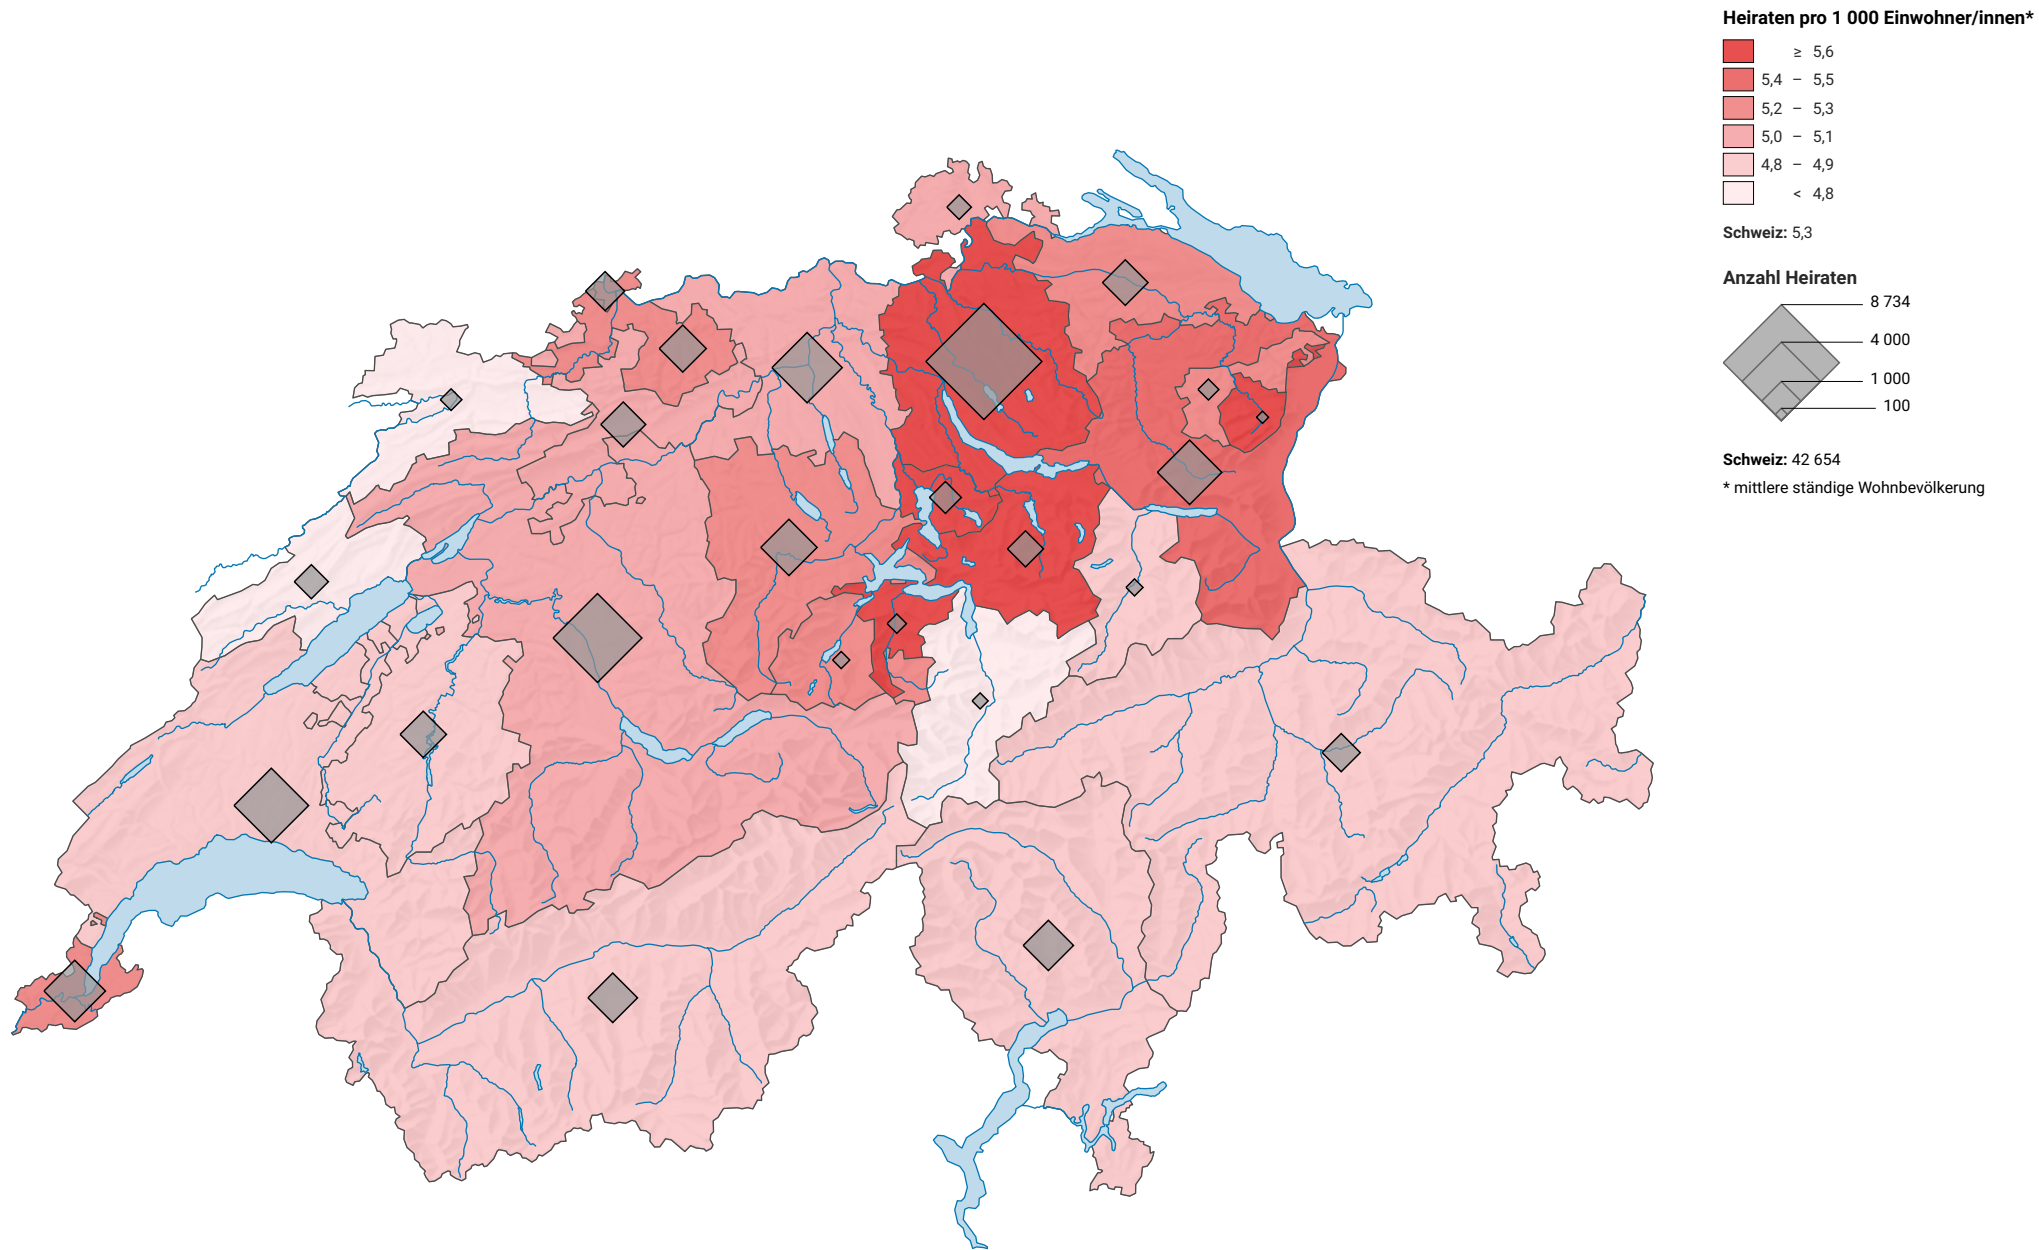 Heiraten pro 1 000 Einwohner/innen*
≥ 5,6
5,4 – 5,5
5,2 – 5,3
5,0 – 5,1
4,8 – 4,9
< 4,8
Schweiz: 5,3
Anzahl Heiraten
8 734
4 000
1 000
100
Schweiz: 42 654
* mittlere ständige Wohnbevölkerung